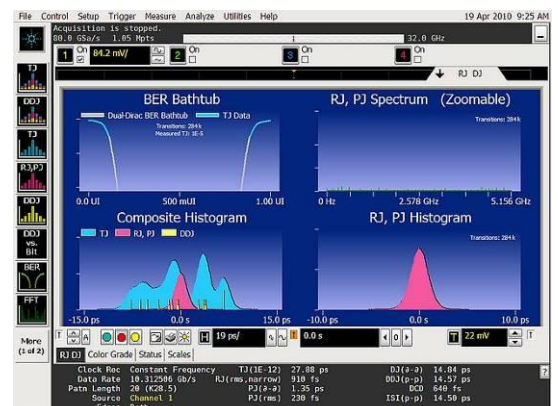 File Control Setup Trigger Measure Analyze Utilities Help 19 Apr 2010 9:25 AM
Acquisition is stopped.
80.0 GSa/s 1.05 Mpts 32.0 GHz
1 On 84.2 mV/ 2 On 3 On 4 On
RJ DJ
TJ
DDJ
TJ
RJ,PJ
DDJ
DDJ
vs.
Bit
BER
FFT
More
(1 of 2)
BER Bathtub
Dual-Dirac BER Bathtub TJ Data
Transitions: 284 k
Measured TJ: 1E-5
0.0 UI 500 mUI 1.00 UI
RJ, PJ Spectrum (Zoomable)
Transitions: 284 k
0 Hz 2.578 GHz 5.156 GHz
Composite Histogram
TJ RJ, PJ DDJ
-15.0 ps 0.0 s 15.0 ps
RJ, PJ Histogram
Transitions: 284 k
-10.0 ps 0.0 s 10.0 ps
T A H 19 ps/ 0.0 s 0 T 22 mV T
RJ DJ Color Grade Status Scales
Clock Rec Constant Frequency TJ(1E-12) 27.88 ps DJ(δ-δ) 14.84 ps
Data Rate 10.312506 Gb/s RJ(rms,narrow) 910 fs DDJ(p-p) 14.57 ps
Patn Length 20 (K28.5) PJ(δ-δ) 1.35 ps DCD 640 fs
Source Channel 1 PJ(rms) 230 fs ISI(p-p) 14.50 ps